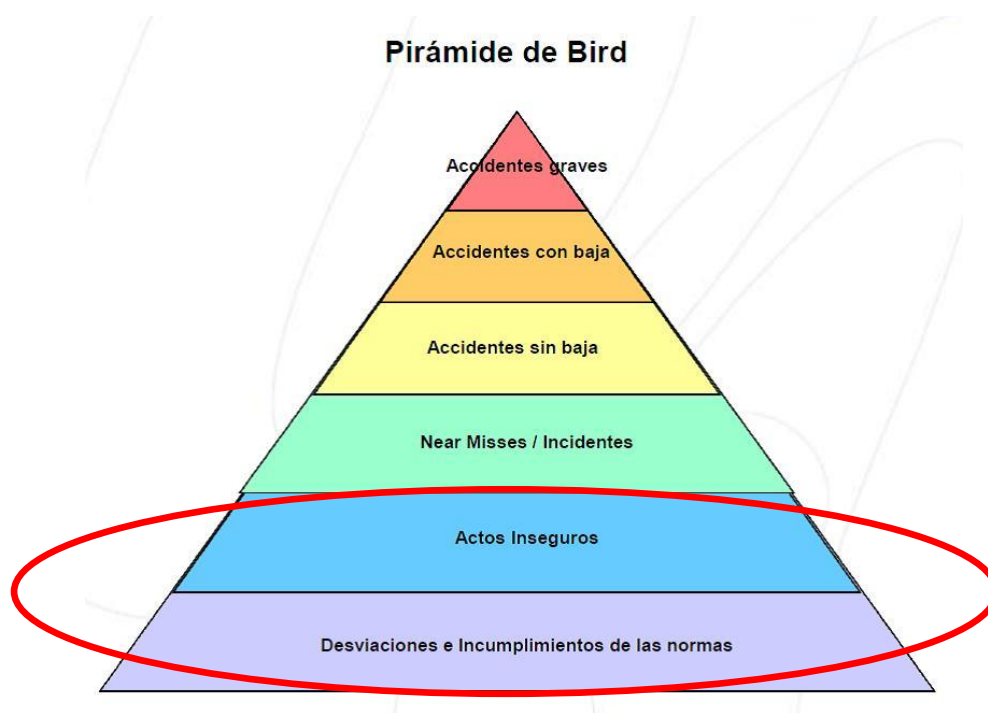 Pirámide de Bird
Accidentes graves
Accidentes con baja
Accidentes sin baja
Near Misses / Incidentes
Actos Inseguros
Desviaciones e Incumplimientos de las normas